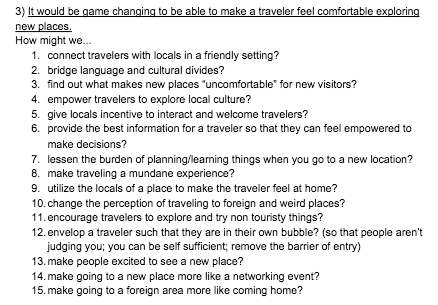 3) It would be game changing to be able to make a traveler feel comfortable exploring
new places.
How might we...
1. connect travelers with locals in a friendly setting?
2. bridge language and cultural divides?
3. find out what makes new places "uncomfortable" for new visitors?
4. empower travelers to explore local culture?
5. give locals incentive to interact and welcome travelers?
6. provide the best information for a traveler so that they can feel empowered to
make decisions?
7. lessen the burden of planning/learning things when you go to a new location?
8. make traveling a mundane experience?
9. utilize the locals of a place to make the traveler feel at home?
10. change the perception of traveling to foreign and weird places?
11. encourage travelers to explore and try non touristy things?
12. envelop a traveler such that they are in their own bubble? (so that people aren't
judging you; you can be self sufficient; remove the barrier of entry)
13. make people excited to see a new place?
14. make going to a new place more like a networking event?
15. make going to a foreign area more like coming home?